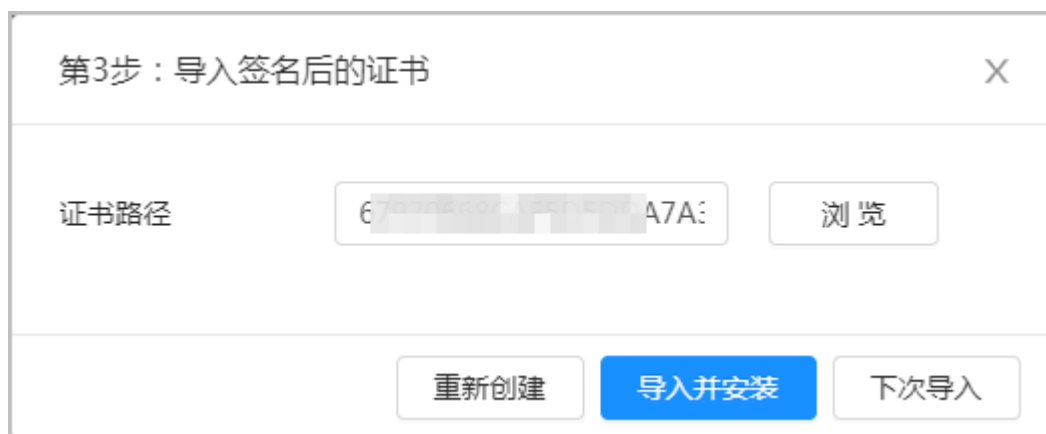 第3步：导入签名后的证书
X
证书路径
浏 览
重新创建
导入并安装
下次导入